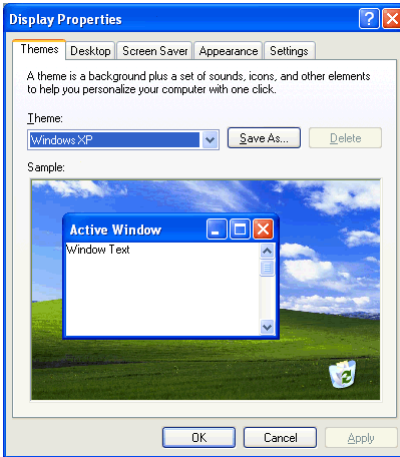 Display Properties
Themes Desktop Screen Saver Appearance Settings
A theme is a background plus a set of sounds, icons, and other elements
to help you personalize your computer with one click.
Theme:
Windows XP Save As... Delete
Sample:
Active Window
Window Text
OK Cancel Apply